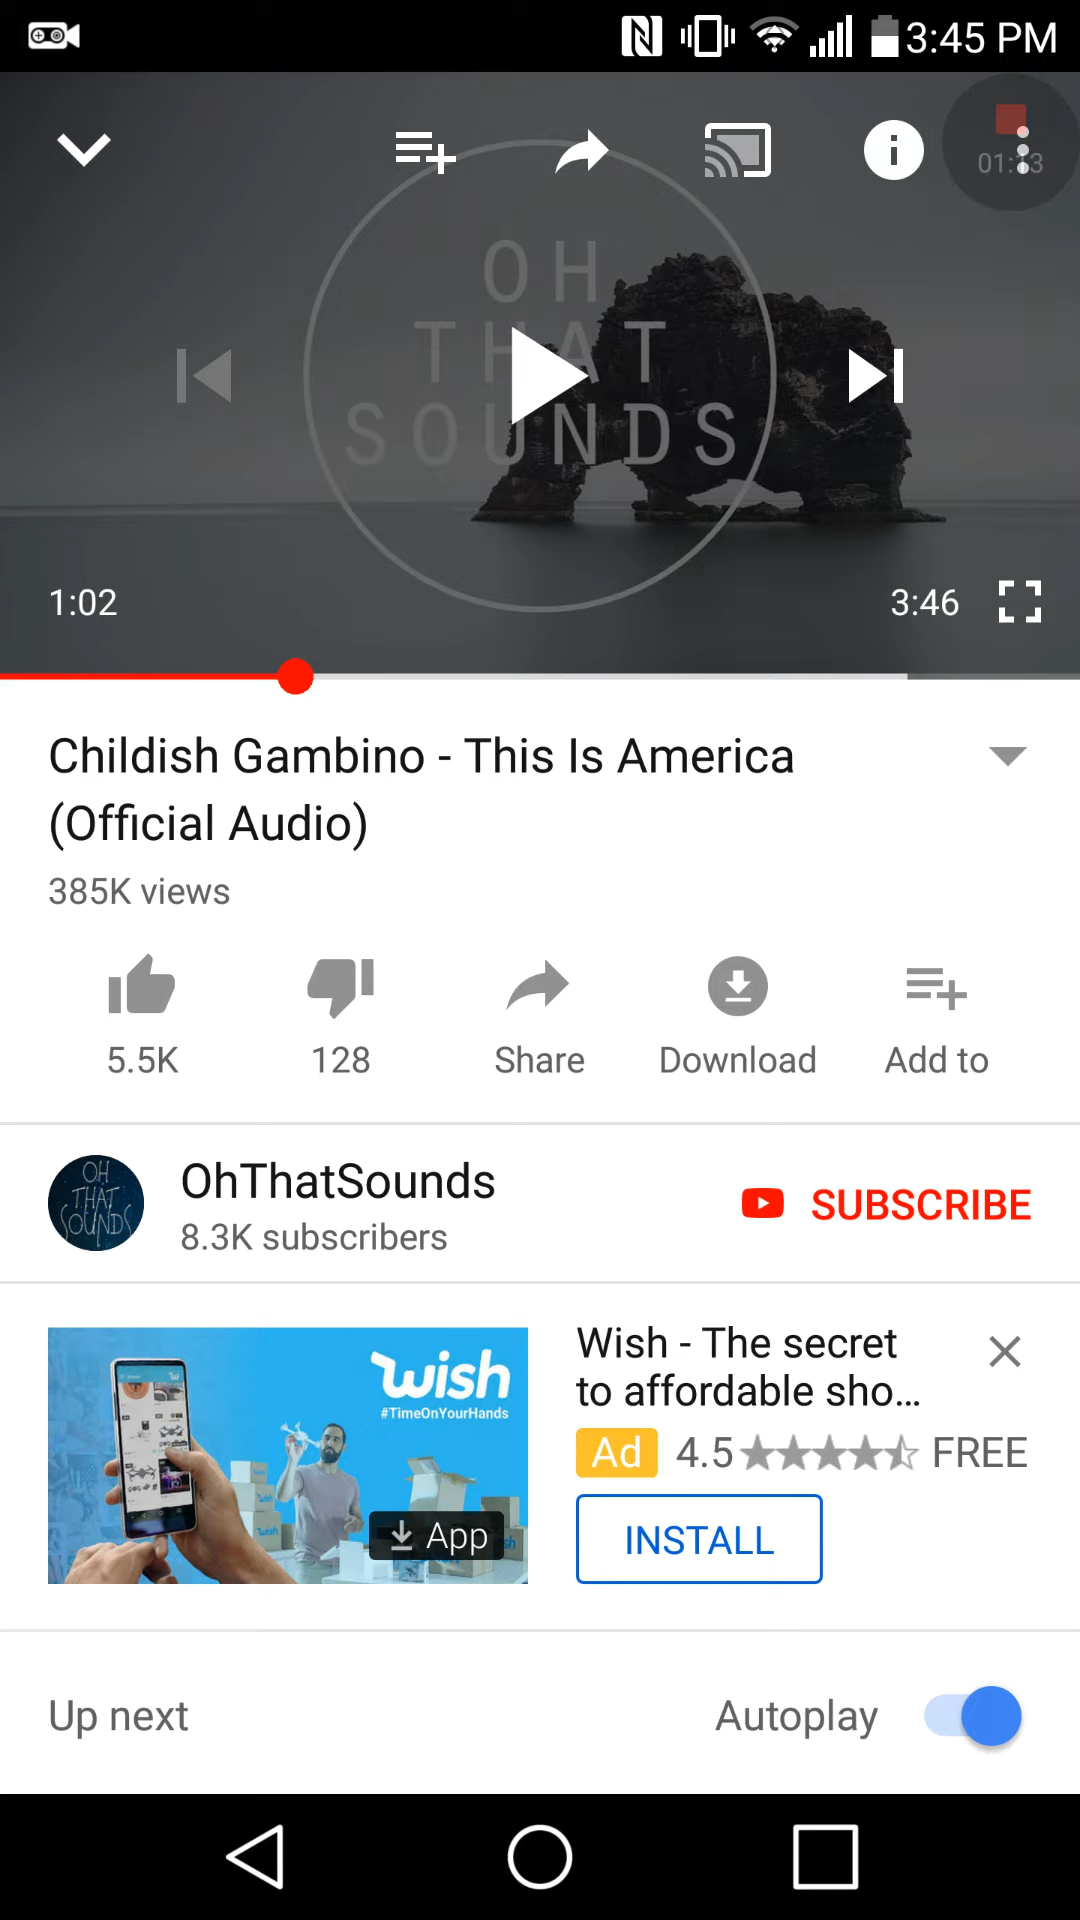 3:45 PM
01:13
OH
THAT
SOUNDS
1:02
3:46
Childish Gambino - This Is America
(Official Audio)
385K views
5.5K
128
Share
Download
Add to
OH
THAT
SOUNDS
OhThatSounds
8.3K subscribers
SUBSCRIBE
wish
#TimeOnYourHands
App
Wish - The secret
to affordable sho...
Ad 4.5 FREE
INSTALL
Up next
Autoplay